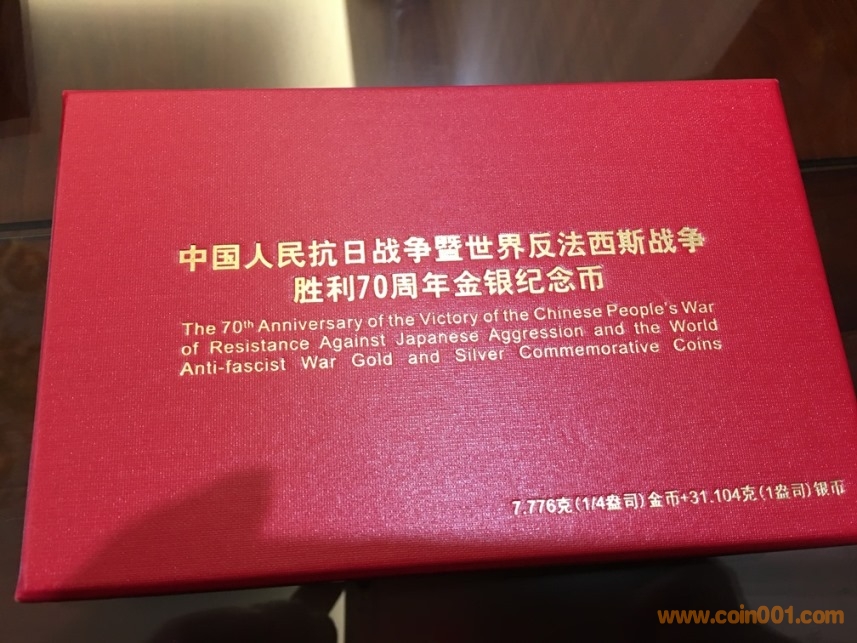 中国人民抗日战争暨世界反法西斯战争
胜利70周年金银纪念币
The 70th Anniversary of the Victory of the Chinese People's War
of Resistance Against Japanese Aggression and the World
Anti-fascist War Gold and Silver Commemorative Coins
7.776克(1/4盎司)金币+31.104克(1盎司)银币
www.coin001.com